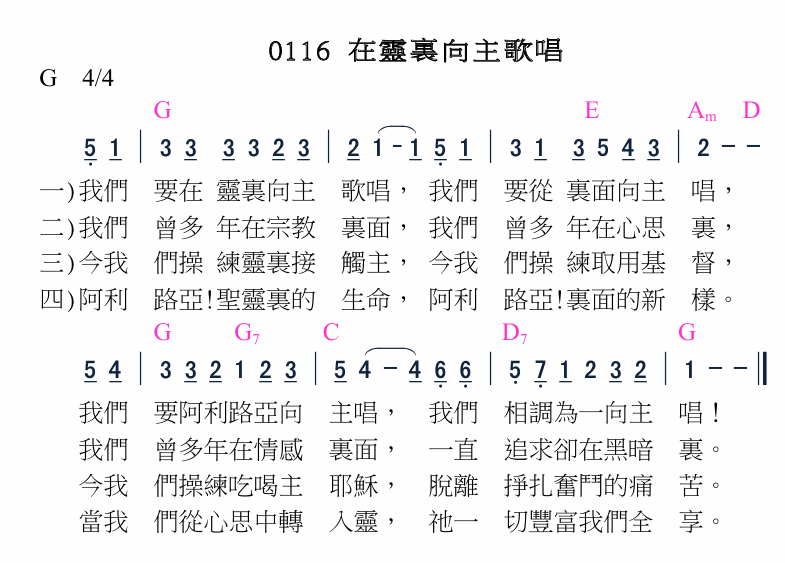 0116 在靈裏向主歌唱
G 4/4
G E Am D
5 1 | 3 3 3 3 2 3 | 2 1 - 1 5 1 | 3 1 3 5 4 3 | 2 - -
一)我們 要在 靈裏向主 歌唱， 我們 要從 裏面向主 唱，
二)我們 曾多 年在宗教 裏面， 我們 曾多 年在心思 裏，
三)今我 們操 練靈裏接 觸主， 今我 們操 練取用基 督，
四)阿利 路亞!聖靈裏的 生命， 阿利 路亞!裏面的新 樣。
G G7 C D7 G
5 4 | 3 3 2 1 2 3 | 5 4 - 4 6 6 | 5 7 1 2 3 2 | 1 - - ‖
我們 要阿利路亞向 主唱， 我們 相調為一向主 唱！
我們 曾多年在情感 裏面， 一直 追求卻在黑暗 裏。
今我 們操練吃喝主 耶穌， 脫離 掙扎奮鬥的痛 苦。
當我 們從心思中轉 入靈， 祂一 切豐富我們全 享。